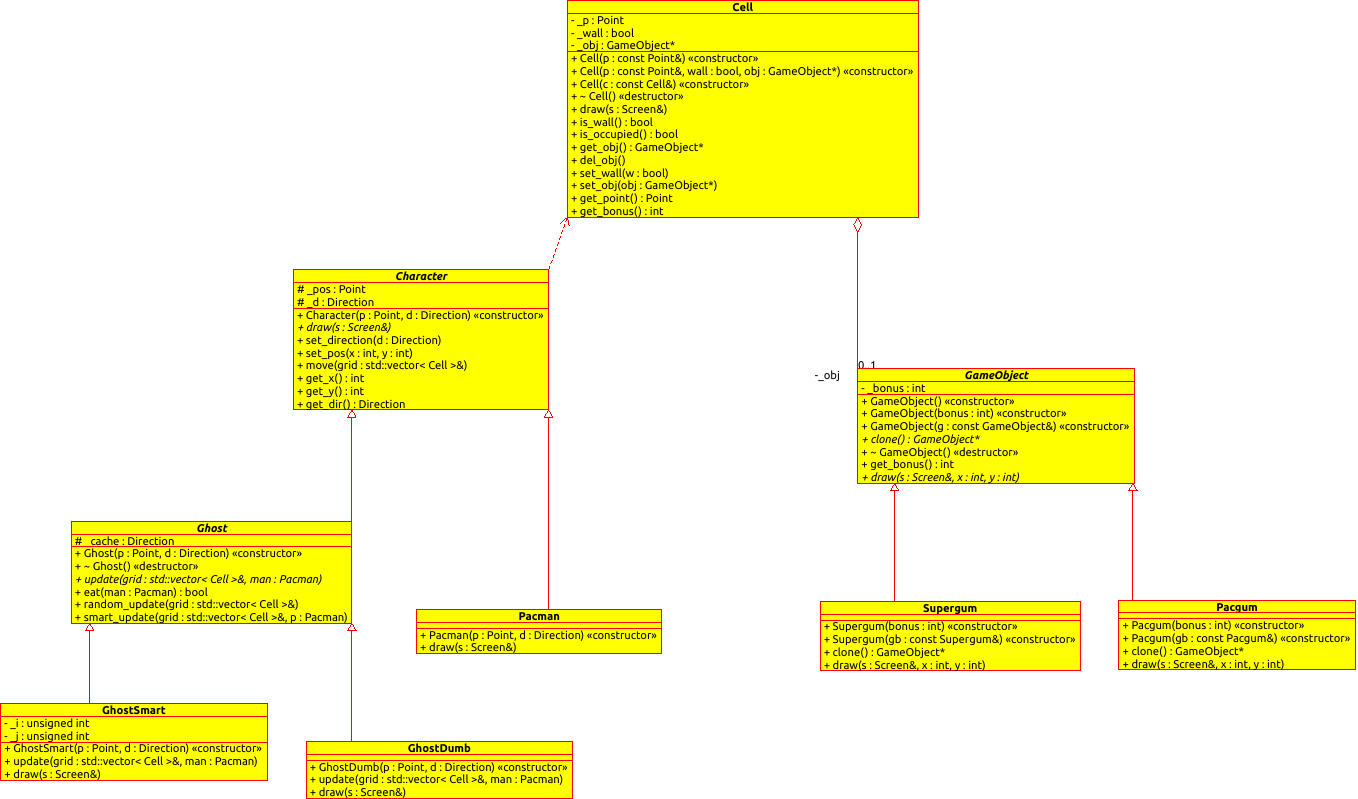 Cell
- _p : Point
- _wall : bool
- _obj : GameObject*
+ Cell(p : const Point&) «constructor»
+ Cell(p : const Point&, wall : bool, obj : GameObject*) «constructor»
+ Cell(c : const Cell&) «constructor»
+ ~ Cell() «destructor»
+ draw(s : Screen&)
+ is_wall() : bool
+ is_occupied() : bool
+ get_obj() : GameObject*
+ del_obj()
+ set_wall(w : bool)
+ set_obj(obj : GameObject*)
+ get_point() : Point
+ get_bonus() : int
Character
# _pos : Point
# _d : Direction
+ Character(p : Point, d : Direction) «constructor»
+ draw(s : Screen&)
+ set_direction(d : Direction)
+ set_pos(x : int, y : int)
+ move(grid : std::vector< Cell >&)
+ get_x() : int
+ get_y() : int
+ get_dir() : Direction
0..1
-_obj
GameObject
- _bonus : int
+ GameObject() «constructor»
+ GameObject(bonus : int) «constructor»
+ GameObject(g : const GameObject&) «constructor»
+ clone() : GameObject*
+ ~ GameObject() «destructor»
+ get_bonus() : int
+ draw(s : Screen&, x : int, y : int)
Ghost
# _cache : Direction
+ Ghost(p : Point, d : Direction) «constructor»
+ ~ Ghost() «destructor»
+ update(grid : std::vector< Cell >&, man : Pacman)
+ eat(man : Pacman) : bool
+ random_update(grid : std::vector< Cell >&)
+ smart_update(grid : std::vector< Cell >&, p : Pacman)
Pacman
+ Pacman(p : Point, d : Direction) «constructor»
+ draw(s : Screen&)
Supergum
+ Supergum(bonus : int) «constructor»
+ Supergum(gb : const Supergum&) «constructor»
+ clone() : GameObject*
+ draw(s : Screen&, x : int, y : int)
Pacgum
+ Pacgum(bonus : int) «constructor»
+ Pacgum(gb : const Pacgum&) «constructor»
+ clone() : GameObject*
+ draw(s : Screen&, x : int, y : int)
GhostSmart
- _i : unsigned int
- _j : unsigned int
+ GhostSmart(p : Point, d : Direction) «constructor»
+ update(grid : std::vector< Cell >&, man : Pacman)
+ draw(s : Screen&)
GhostDumb
+ GhostDumb(p : Point, d : Direction) «constructor»
+ update(grid : std::vector< Cell >&, man : Pacman)
+ draw(s : Screen&)